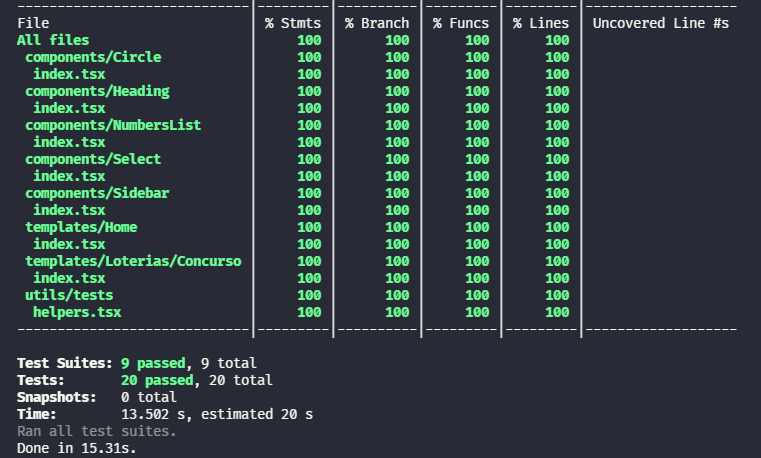 -----------------------------|---------|----------|---------|---------|-------------------
File                         | % Stmts | % Branch | % Funcs | % Lines | Uncovered Line #s
All files                    |     100 |      100 |     100 |     100 |
 components/Circle           |     100 |      100 |     100 |     100 |
  index.tsx                  |     100 |      100 |     100 |     100 |
 components/Heading          |     100 |      100 |     100 |     100 |
  index.tsx                  |     100 |      100 |     100 |     100 |
 components/NumbersList      |     100 |      100 |     100 |     100 |
  index.tsx                  |     100 |      100 |     100 |     100 |
 components/Select           |     100 |      100 |     100 |     100 |
  index.tsx                  |     100 |      100 |     100 |     100 |
 components/Sidebar          |     100 |      100 |     100 |     100 |
  index.tsx                  |     100 |      100 |     100 |     100 |
 templates/Home              |     100 |      100 |     100 |     100 |
  index.tsx                  |     100 |      100 |     100 |     100 |
 templates/Loterias/Concurso |     100 |      100 |     100 |     100 |
  index.tsx                  |     100 |      100 |     100 |     100 |
 utils/tests                 |     100 |      100 |     100 |     100 |
  helpers.tsx                |     100 |      100 |     100 |     100 |
-----------------------------|---------|----------|---------|---------|-------------------
Test Suites: 9 passed, 9 total
Tests:       20 passed, 20 total
Snapshots:   0 total
Time:        13.502 s, estimated 20 s
Ran all test suites.
Done in 15.31s.